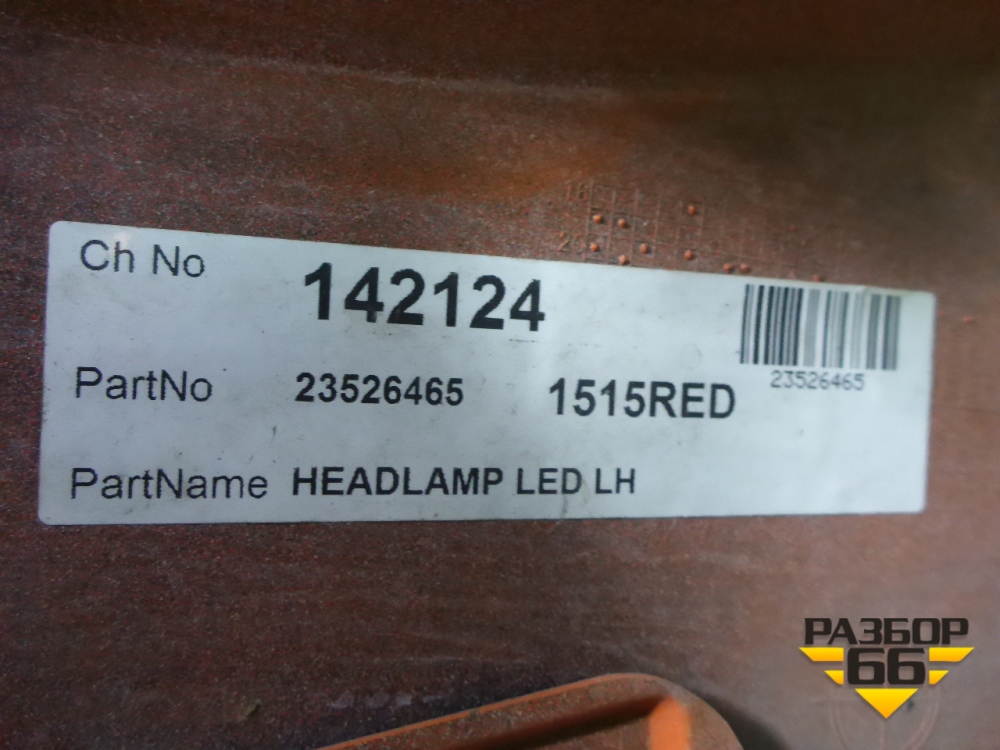 Ch No 142124
23526465
PartNo 23526465 1515RED
PartName HEADLAMP LED LH
РАЗБОР
66